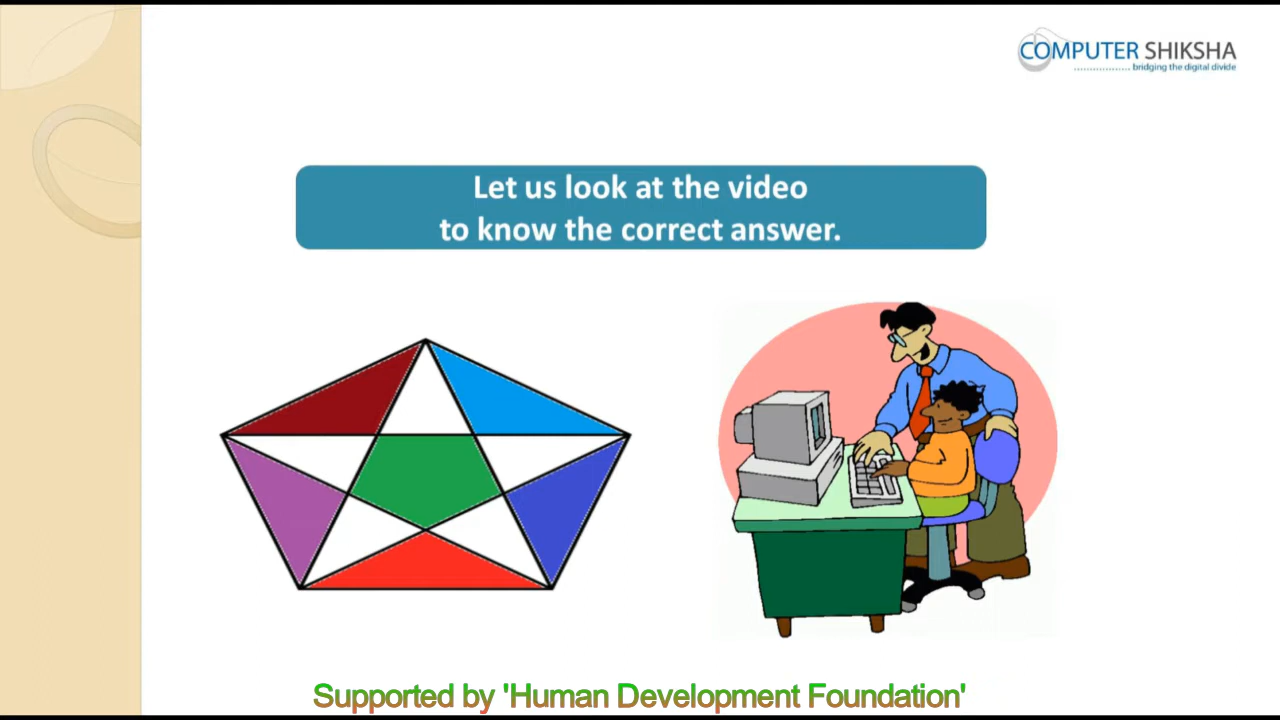 COMPUTER SHIKSHA
bridging the digital divide
Let us look at the video
to know the correct answer.
Supported by 'Human Development Foundation'